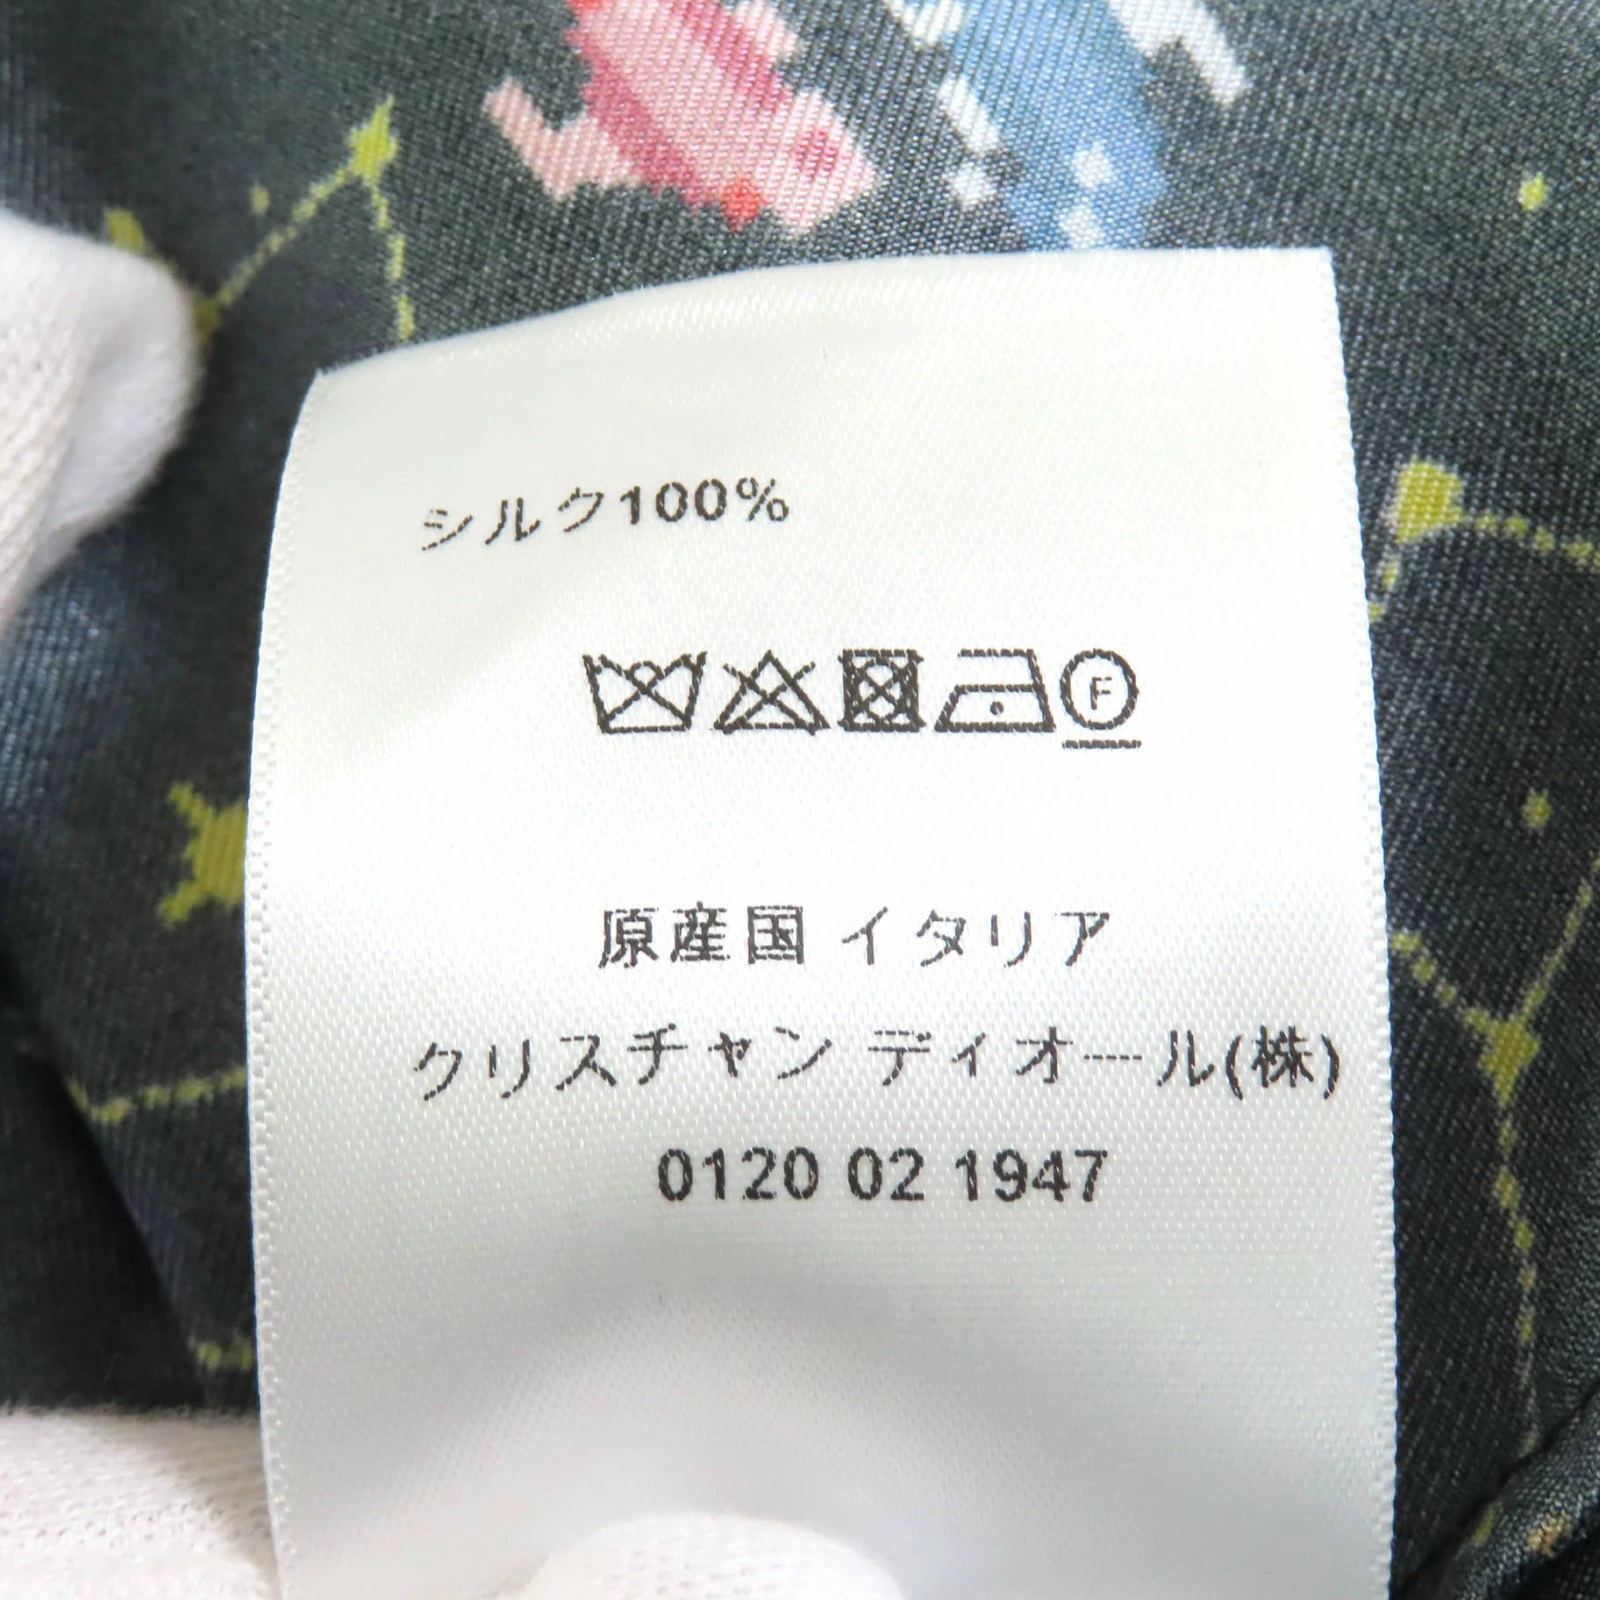 シルク100%
F
原産国 イタリア
クリスチャン ディオール(株)
0120 02 1947